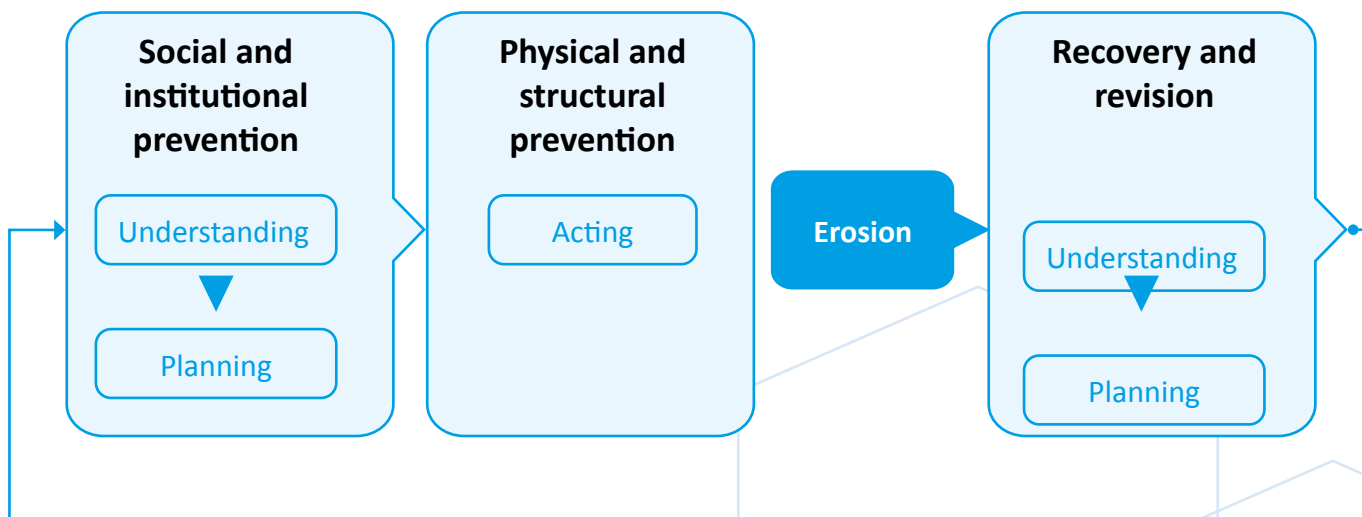 Social and
institutional
prevention
Understanding
Planning
Physical and
structural
prevention
Acting
Erosion
Recovery and
revision
Understanding
Planning